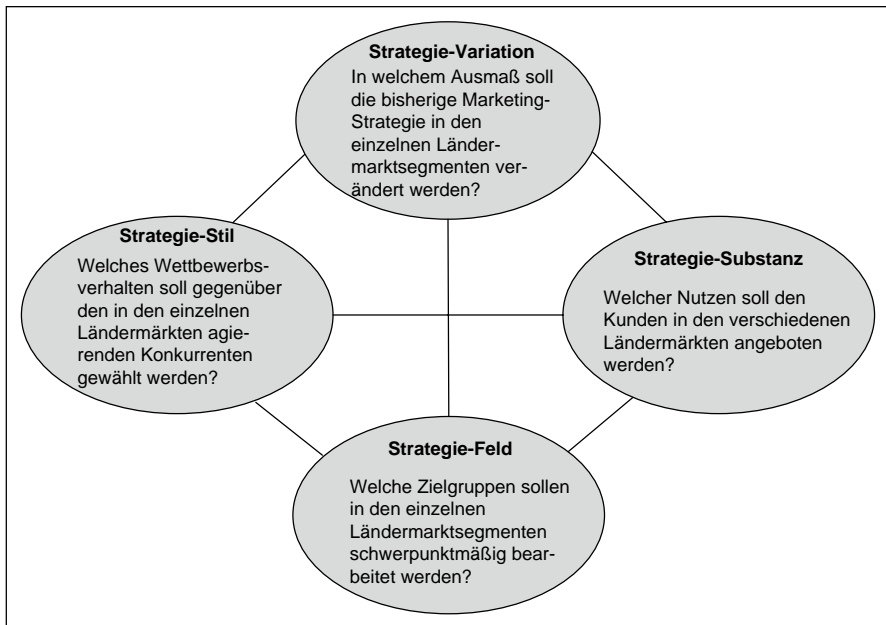 Strategie-Variation
In welchem Ausmaß soll
die bisherige Marketing-
Strategie in den
einzelnen Länder-
marktsegmenten ver-
ändert werden?
Strategie-Stil
Welches Wettbewerbs-
verhalten soll gegenüber
den in den einzelnen
Ländermärkten agie-
renden Konkurrenten
gewählt werden?
Strategie-Substanz
Welcher Nutzen soll den
Kunden in den verschiedenen
Ländermärkten angeboten
werden?
Strategie-Feld
Welche Zielgruppen sollen
in den einzelnen
Ländermarktsegmenten
schwerpunktmäßig bear-
beitet werden?